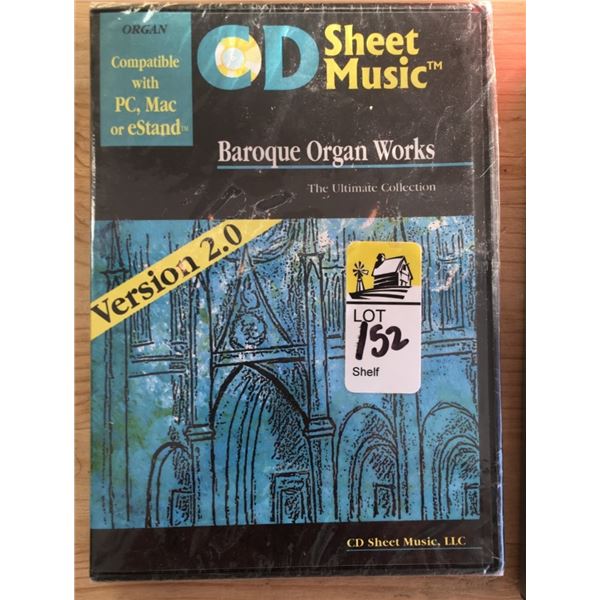 ORGAN
Compatible
with
PC, Mac
or eStand™
CD Sheet
Music™
Baroque Organ Works
The Ultimate Collection
Version 2.0
LOT
152
Shelf
CD Sheet Music, LLC